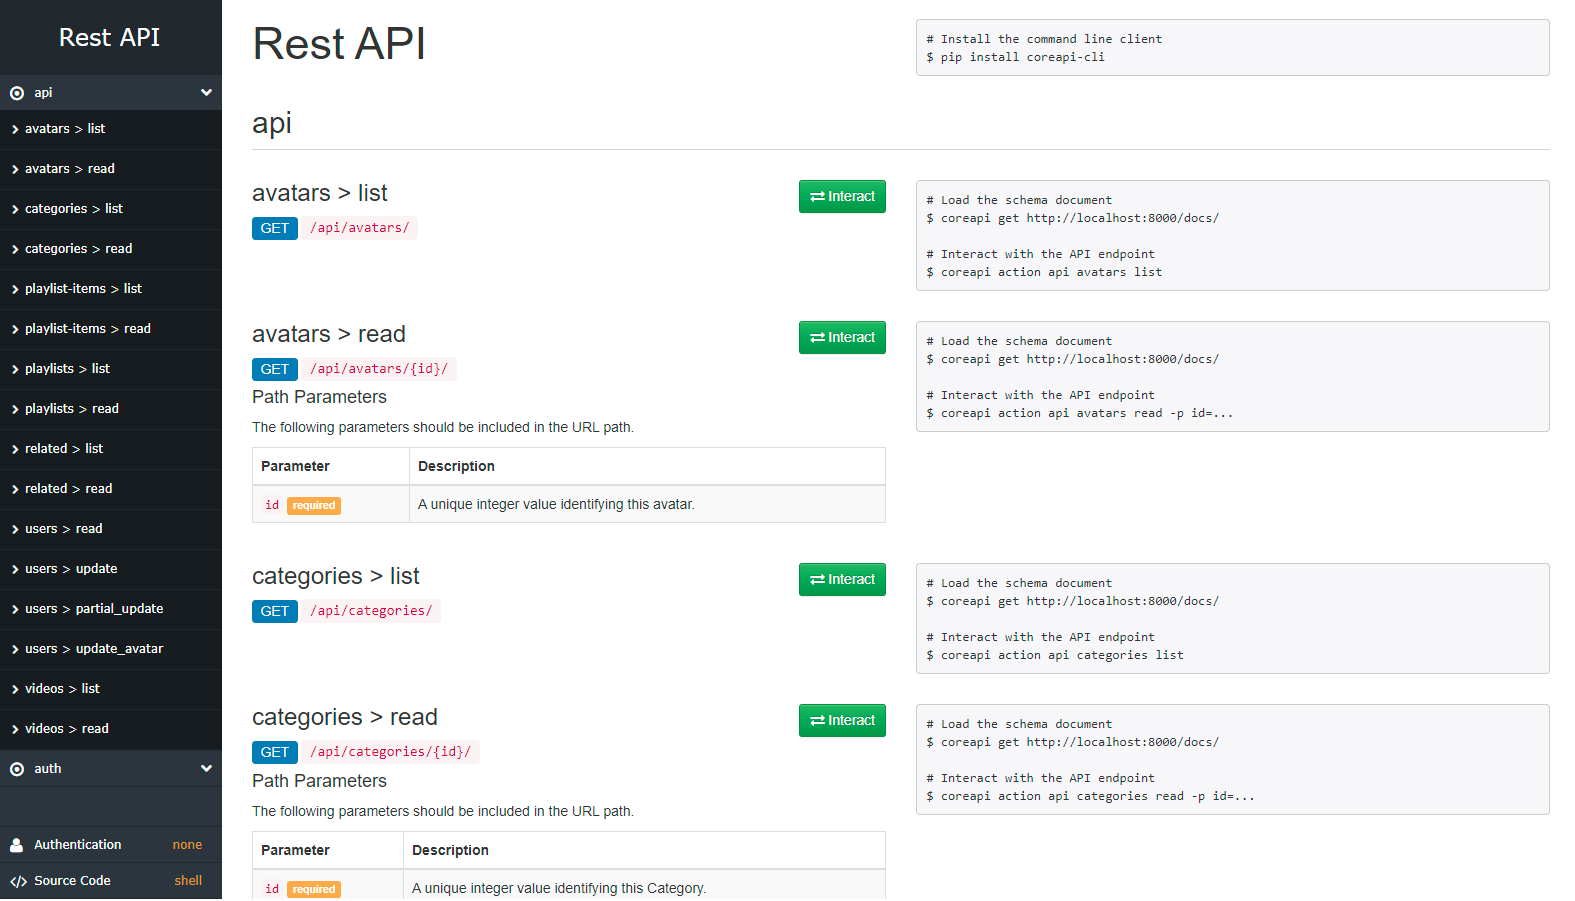 Rest API
api
avatars > list
avatars > read
categories > list
categories > read
playlist-items > list
playlist-items > read
playlists > list
playlists > read
related > list
related > read
users > read
users > update
users > partial_update
users > update_avatar
videos > list
videos > read
auth
Authentication none
Source Code shell
Rest API
# Install the command line client
$ pip install coreapi-cli
api
avatars > list
Interact
GET /api/avatars/
# Load the schema document
$ coreapi get http://localhost:8000/docs/
# Interact with the API endpoint
$ coreapi action api avatars list
avatars > read
Interact
GET /api/avatars/{id}/
Path Parameters
The following parameters should be included in the URL path.
Parameter Description
id required A unique integer value identifying this avatar.
# Load the schema document
$ coreapi get http://localhost:8000/docs/
# Interact with the API endpoint
$ coreapi action api avatars read -p id=...
categories > list
Interact
GET /api/categories/
# Load the schema document
$ coreapi get http://localhost:8000/docs/
# Interact with the API endpoint
$ coreapi action api categories list
categories > read
Interact
GET /api/categories/{id}/
Path Parameters
The following parameters should be included in the URL path.
Parameter Description
id required A unique integer value identifying this Category.
# Load the schema document
$ coreapi get http://localhost:8000/docs/
# Interact with the API endpoint
$ coreapi action api categories read -p id=...